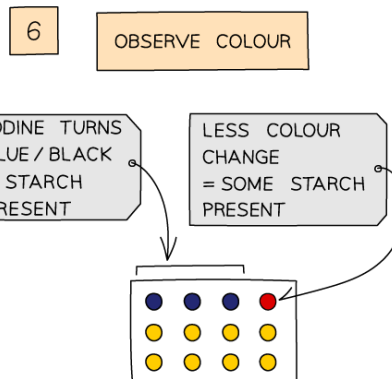 6
OBSERVE COLOUR
ODINE TURNS
LUE / BLACK
STARCH
RESENT
LESS COLOUR
CHANGE
= SOME STARCH
PRESENT